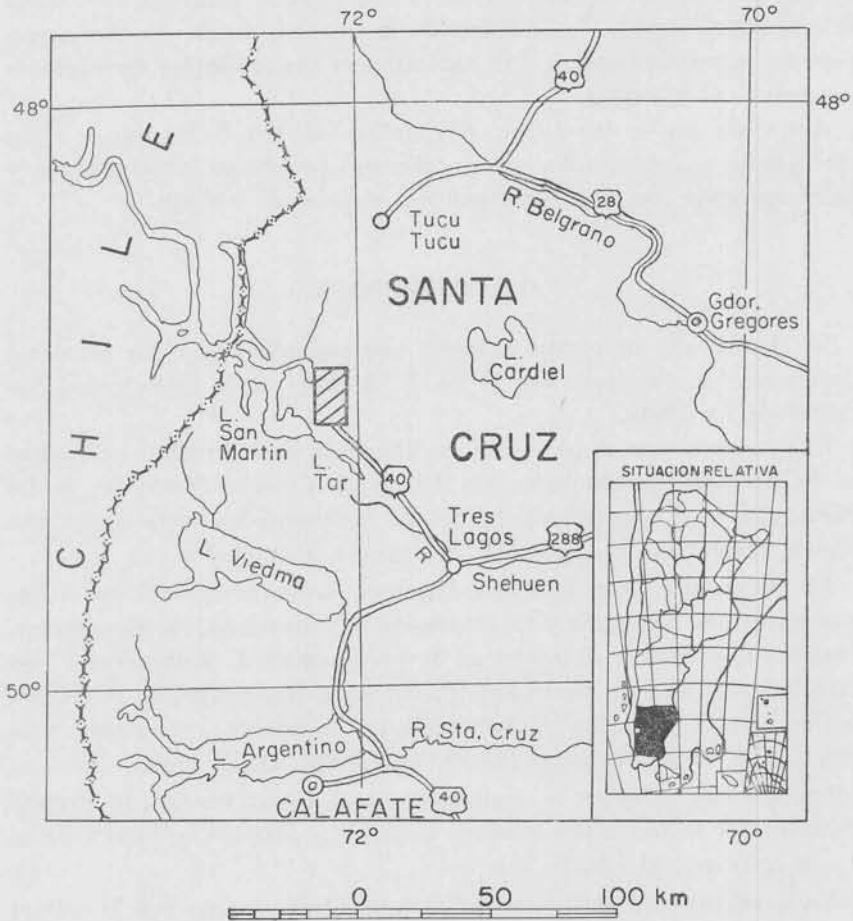 72° 70°
48° 48°
CHILE
40
28
R. Belgrano
Tucu
Tucu
SANTA
Gdor.
Gregores
L.
Cardiel
L.
San
Martin
CRUZ
L.
Tar
40
SITUACION RELATIVA
Tres
Lagos
288
R Shehuen
L. Viedma
50°
L. Argentino
R. Sta. Cruz
CALAFATE
40
72° 70°
0 50 100 km